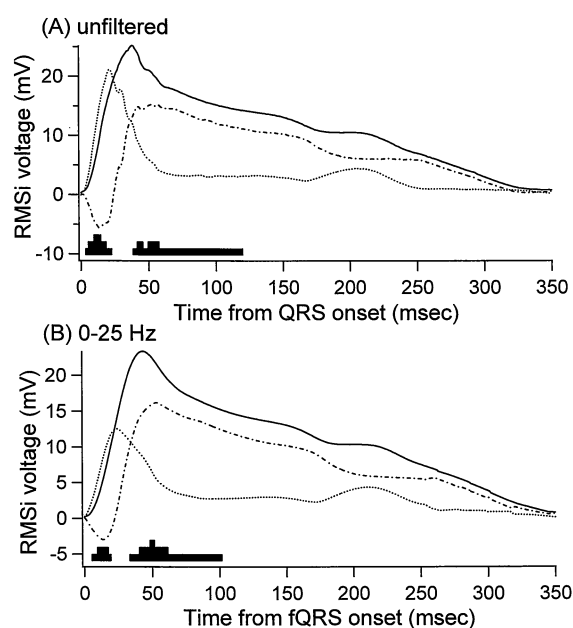 (A) unfiltered
RMSi voltage (mV)
20
10
0
-10
0 50 100 150 200 250 300 350
Time from QRS onset (msec)
(B) 0-25 Hz
RMSi voltage (mV)
20
15
10
5
0
-5
0 50 100 150 200 250 300 350
Time from fQRS onset (msec)